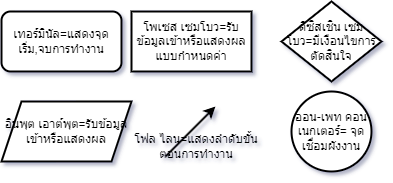 เทอร์มินัล=แสดงจุด
เริ่ม,จบการทำงาน
โพเซส เซมโบว=รับ
ข้อมูลเข้าหรือแสดงผล
แบบกำหนดค่า
ดิซิสเชิน เซม
โบว=มีเงื่อนไขการ
ตัดสินใจ
อินพุต เอาต์พุต=รับข้อมูล
เข้าหรือแสดงผล
โฟล ไลน=แสดงลำดับขั้น
ตอนการทำงาน
ออน-เพท คอน
เนกเตอร์= จุด
เชื่อมผังงาน